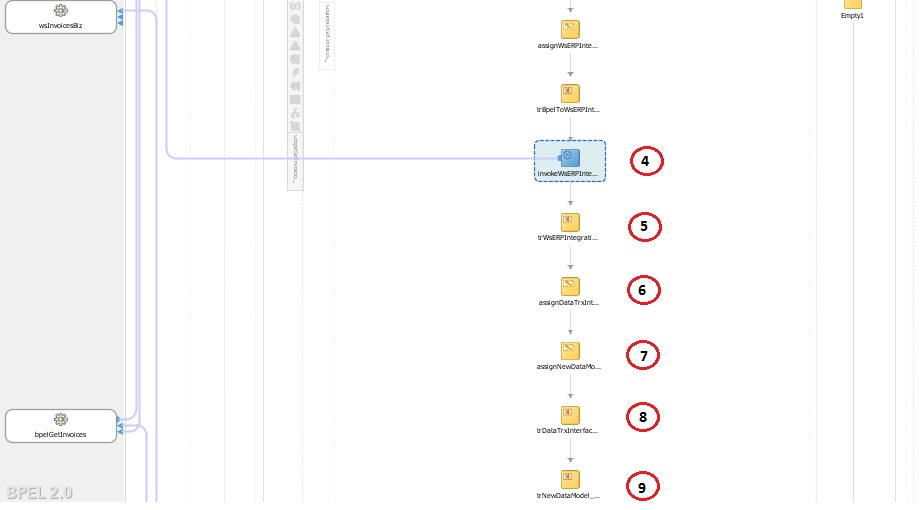 wsInvoicesBiz
Empty1
assignWsERPInte...
trBpelToWsERPInt...
invokeWsERPInte...
4
trWsERPIntegrati...
5
assignDataTrxInt...
6
assignNewDataMo...
7
trDataTrxInterfac...
8
bpelGetInvoices
trNewDataModel_...
9
BPEL 2.0